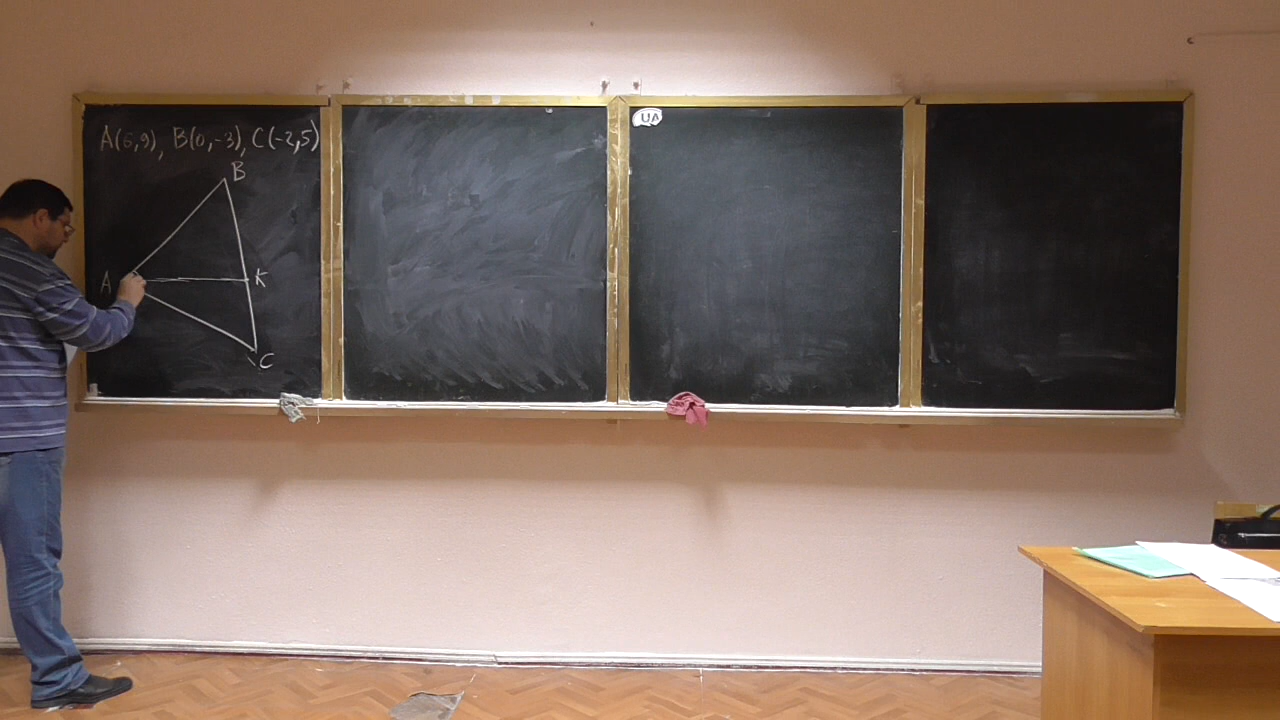 A(6,9), B(0,-3), C(-2,5)
UA
B
A
K
C